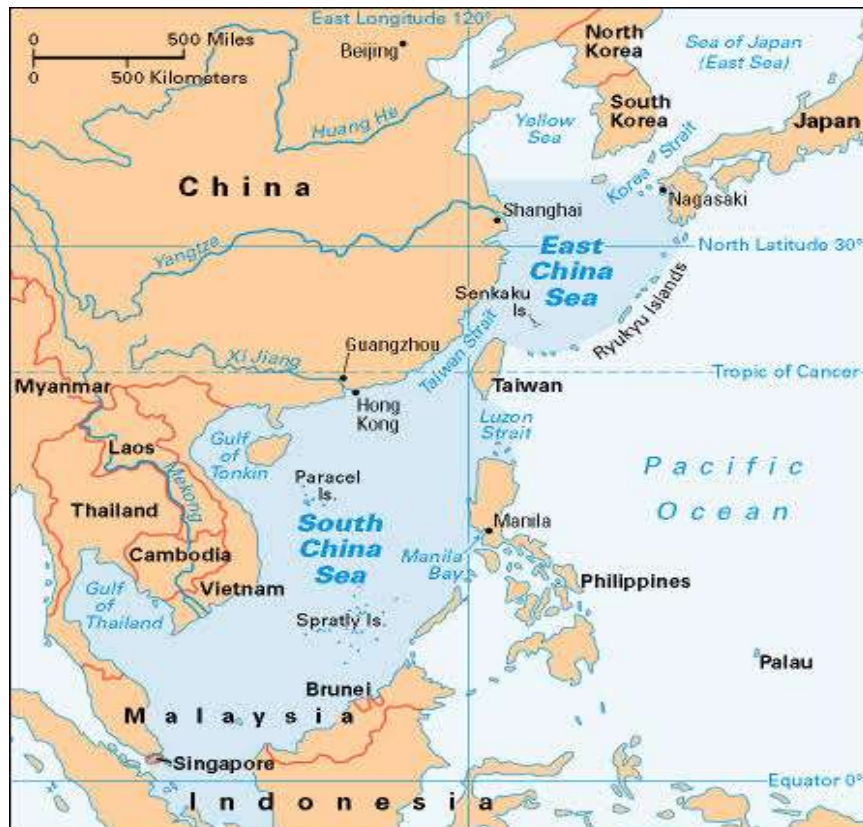 East Longitude 120°
0 500 Miles
0 500 Kilometers
Beijing
North
Korea
Sea of Japan
(East Sea)
South
Korea
Yellow
Sea
Japan
Huang He
Korea Strait
China
Nagasaki
Shanghai
Yangtze
East
China
Sea
North Latitude 30°
Senkaku
Is.
Ryukyu Islands
Taiwan Strait
Xi Jiang
Guangzhou
Tropic of Cancer
Myanmar
Taiwan
Hong
Kong
Luzon
Strait
Laos
Gulf
of
Tonkin
Pacific
Ocean
Paracel
Is.
Mekong
Thailand
South
China
Sea
Manila
Cambodia
Manila
Bay
Vietnam
Philippines
Gulf
of
Thailand
Spratly Is.
Palau
Brunei
Malaysia
Singapore
Equator 0°
Indonesia